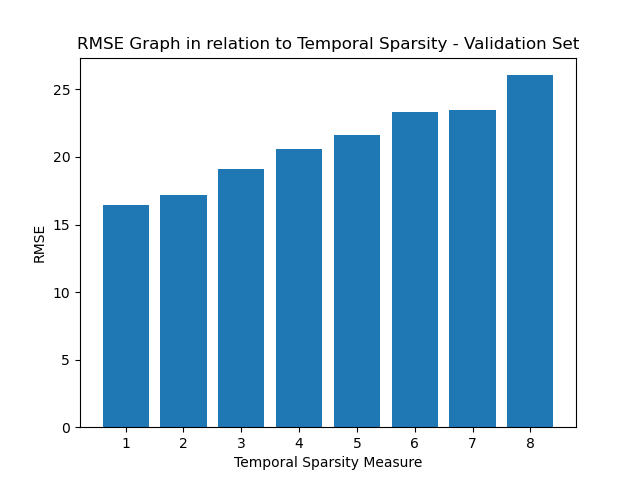 RMSE Graph in relation to Temporal Sparsity - Validation Set
25
20
15
10
5
0
RMSE
1 2 3 4 5 6 7 8
Temporal Sparsity Measure